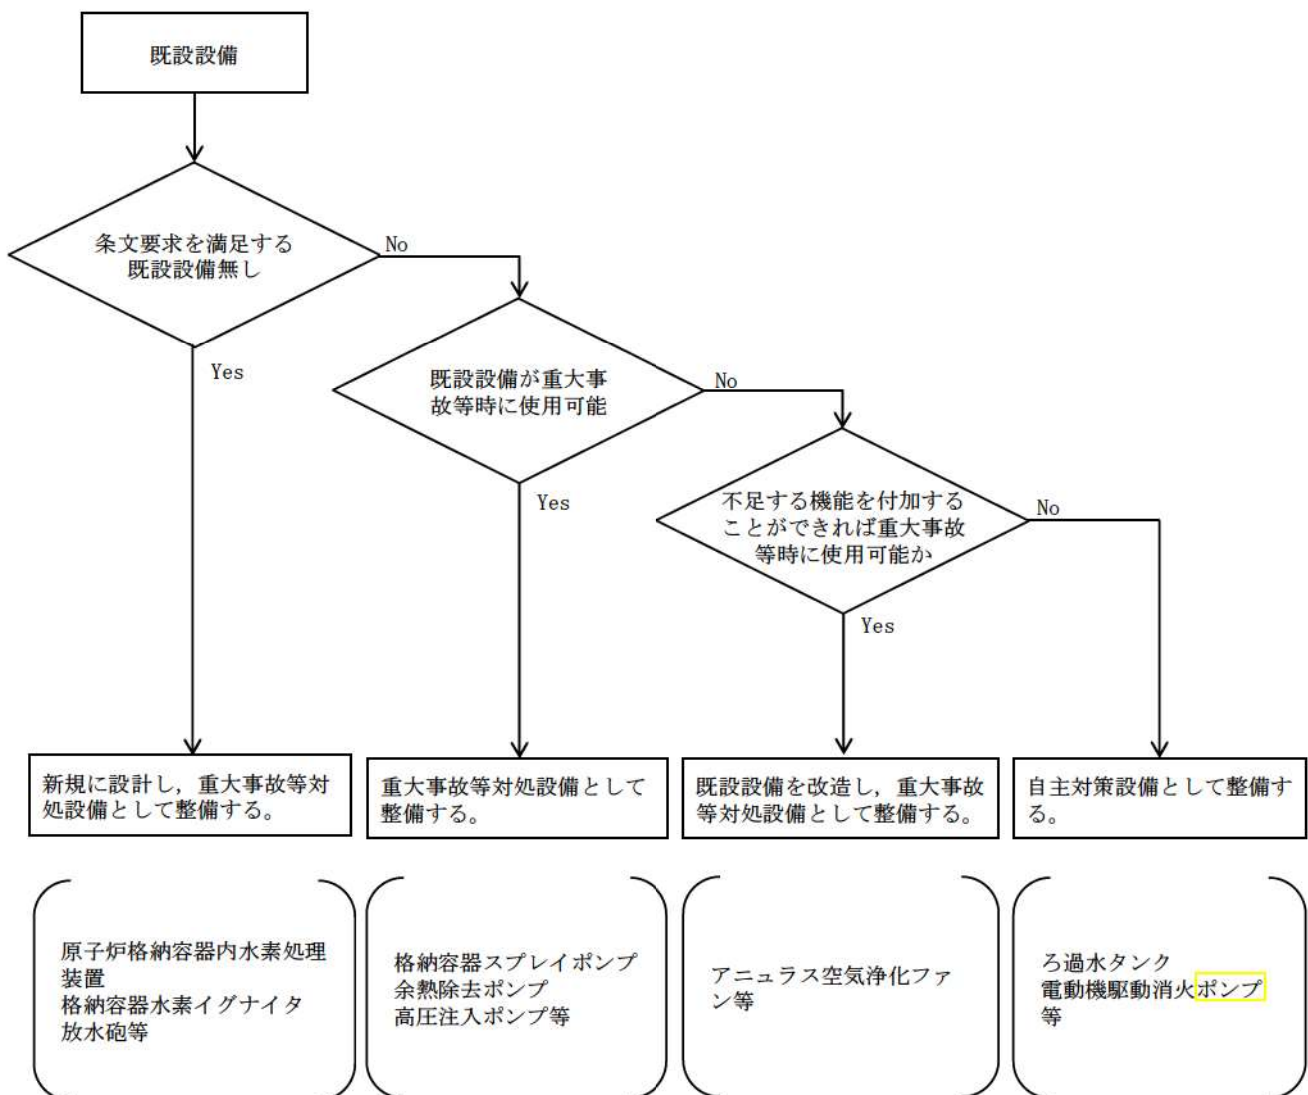 既設設備
条文要求を満足する
既設設備無し
No
Yes
既設設備が重大事
故等時に使用可能
No
Yes
不足する機能を付加する
ことができれば重大事故
等時に使用可能か
No
Yes
新規に設計し，重大事故等対
処設備として整備する。
重大事故等対処設備として
整備する。
既設設備を改造し，重大事故
等対処設備として整備する。
自主対策設備として整備す
る。
原子炉格納容器内水素処理
装置
格納容器水素イグナイタ
放水砲等
格納容器スプレイポンプ
余熱除去ポンプ
高圧注入ポンプ等
アニュラス空気浄化ファ
ン等
ろ過水タンク
電動機駆動消火ポンプ
等